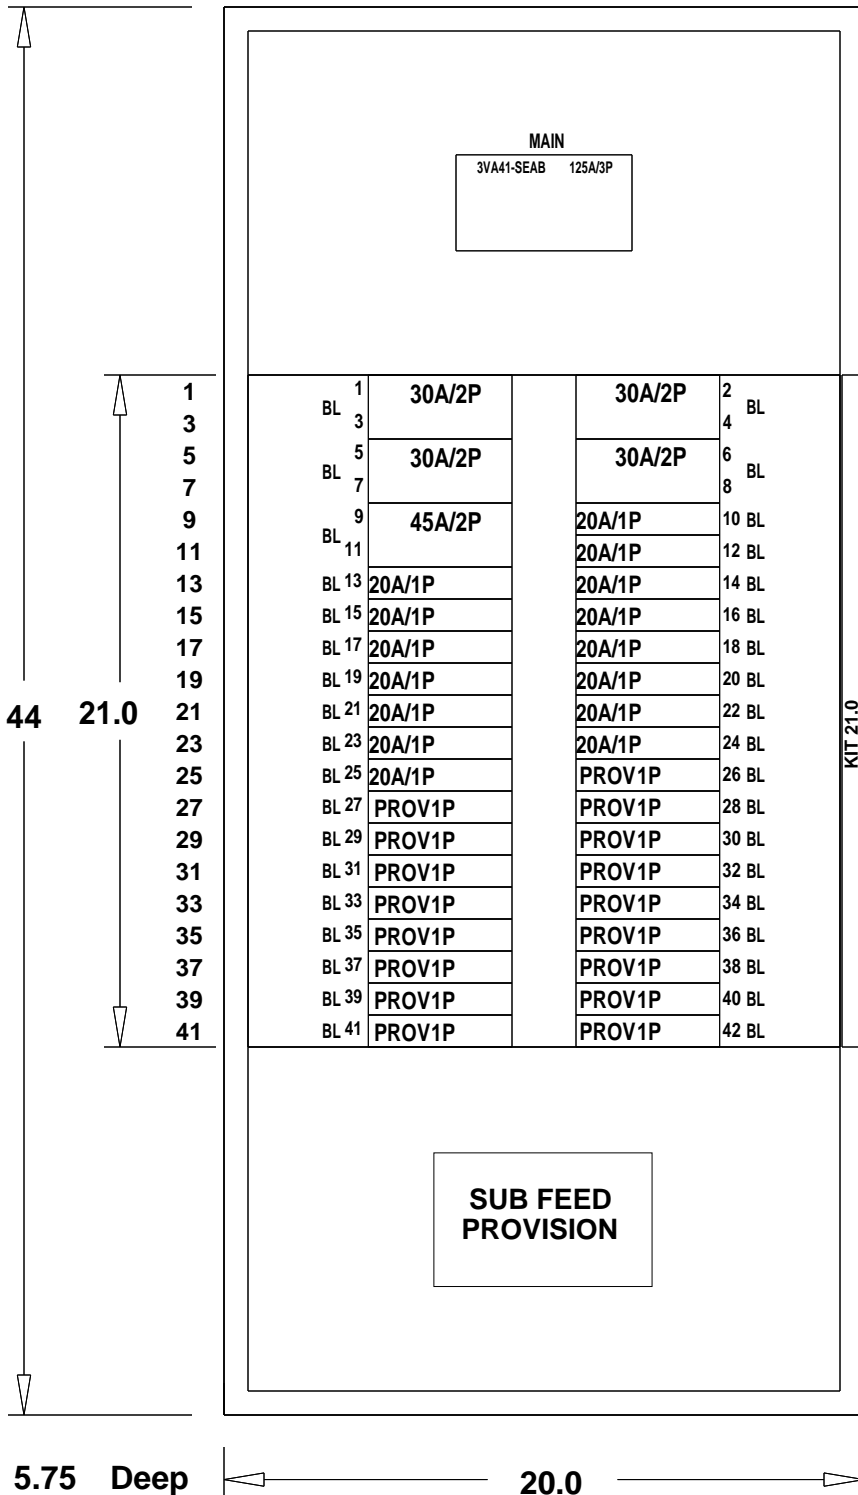 MAIN
3VA41-SEAB 125A/3P
1 BL 1 30A/2P 30A/2P 2 BL
3 3 4
5 BL 5 30A/2P 30A/2P 6 BL
7 7 8
9 BL 9 45A/2P 20A/1P 10 BL
11 11 20A/1P 12 BL
13 BL 13 20A/1P 20A/1P 14 BL
15 BL 15 20A/1P 20A/1P 16 BL
17 BL 17 20A/1P 20A/1P 18 BL
19 BL 19 20A/1P 20A/1P 20 BL
44 21.0 21 BL 21 20A/1P 20A/1P 22 BL KIT 21.0
23 BL 23 20A/1P 20A/1P 24 BL
25 BL 25 20A/1P PROV1P 26 BL
27 BL 27 PROV1P PROV1P 28 BL
29 BL 29 PROV1P PROV1P 30 BL
31 BL 31 PROV1P PROV1P 32 BL
33 BL 33 PROV1P PROV1P 34 BL
35 BL 35 PROV1P PROV1P 36 BL
37 BL 37 PROV1P PROV1P 38 BL
39 BL 39 PROV1P PROV1P 40 BL
41 BL 41 PROV1P PROV1P 42 BL
SUB FEED
PROVISION
5.75 Deep 20.0